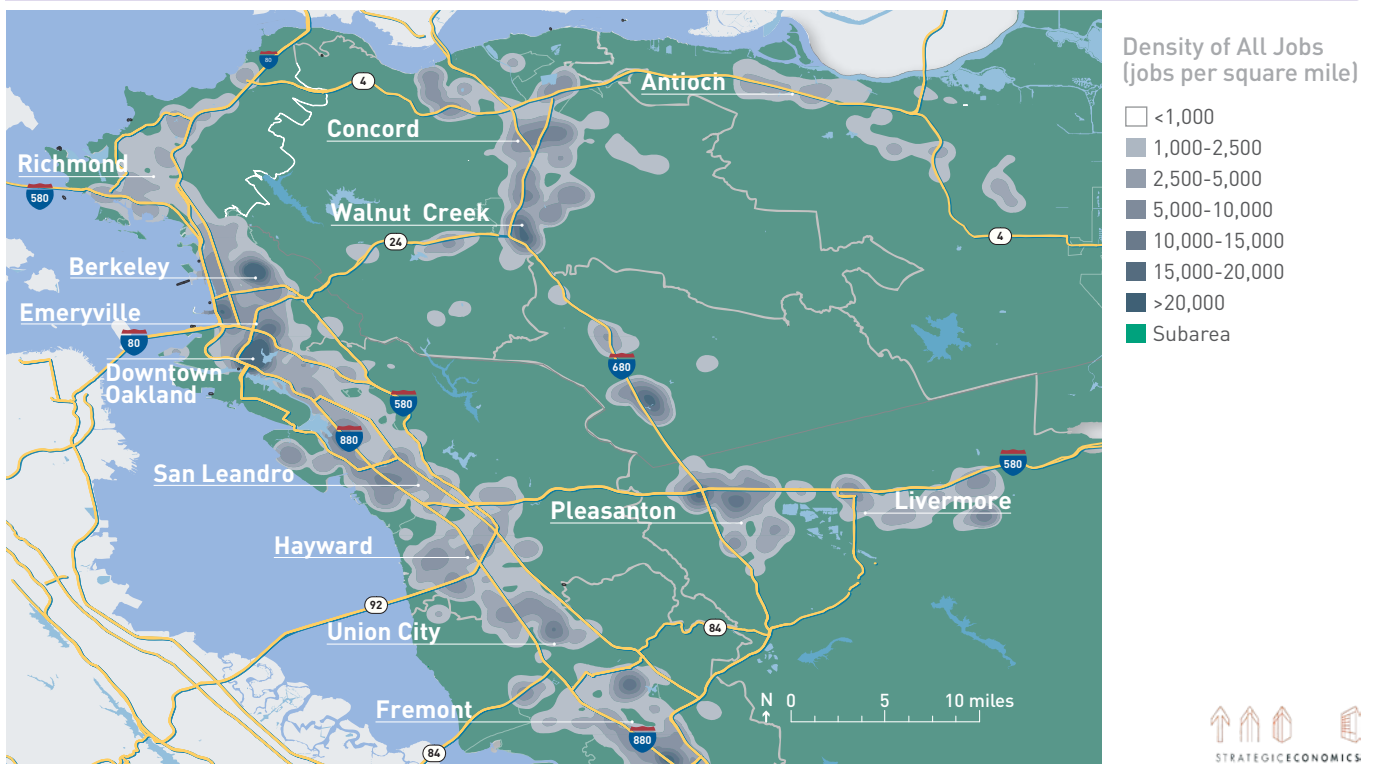 80
4
Antioch
Concord
Richmond
580
Walnut Creek
24
4
Berkeley
Emeryville
80
Downtown
Oakland
680
580
880
580
San Leandro
Pleasanton
Livermore
Hayward
92
Union City
84
Fremont
880
84
N 0 5 10 miles
Density of All Jobs
(jobs per square mile)
<1,000
1,000-2,500
2,500-5,000
5,000-10,000
10,000-15,000
15,000-20,000
>20,000
Subarea
STRATEGICECONOMICS